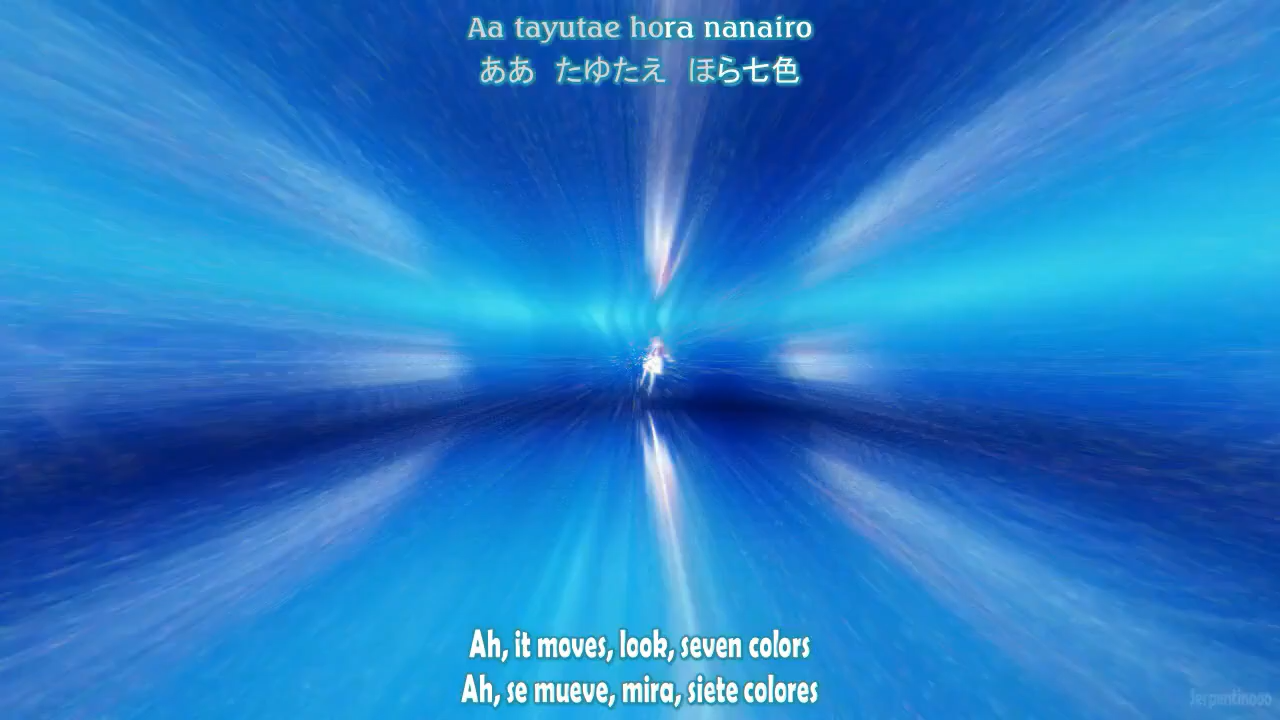 Aa tayutae hora nanairo
ああ たゆたえ ほら七色
Ah, it moves, look, seven colors
Ah, se mueve, mira, siete colores